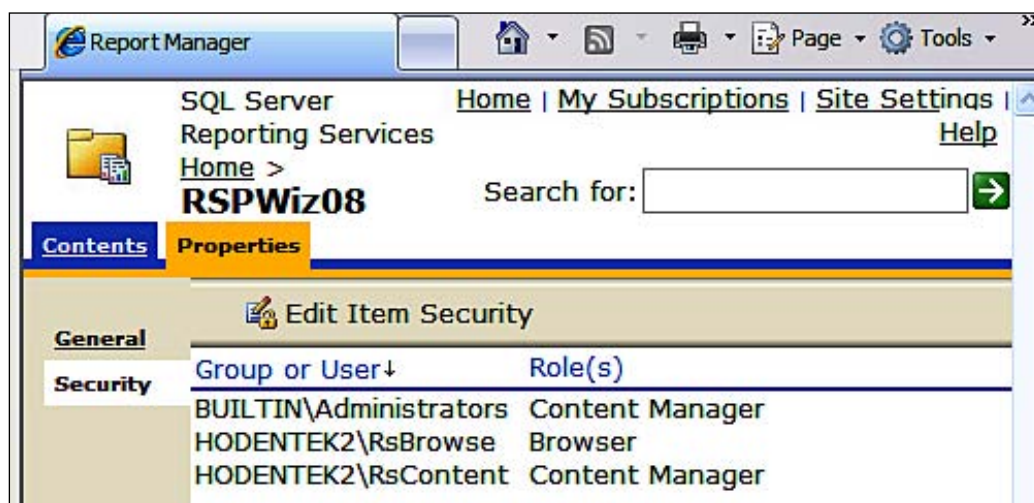 Report Manager
Page
Tools
SQL Server
Reporting Services
Home | My Subscriptions | Site Settings |
Help
Home >
RSPWiz08
Search for:
Contents
Properties
General
Security
Edit Item Security
Group or User↓ Role(s)
BUILTIN\Administrators Content Manager
HODENTEK2\RsBrowse Browser
HODENTEK2\RsContent Content Manager